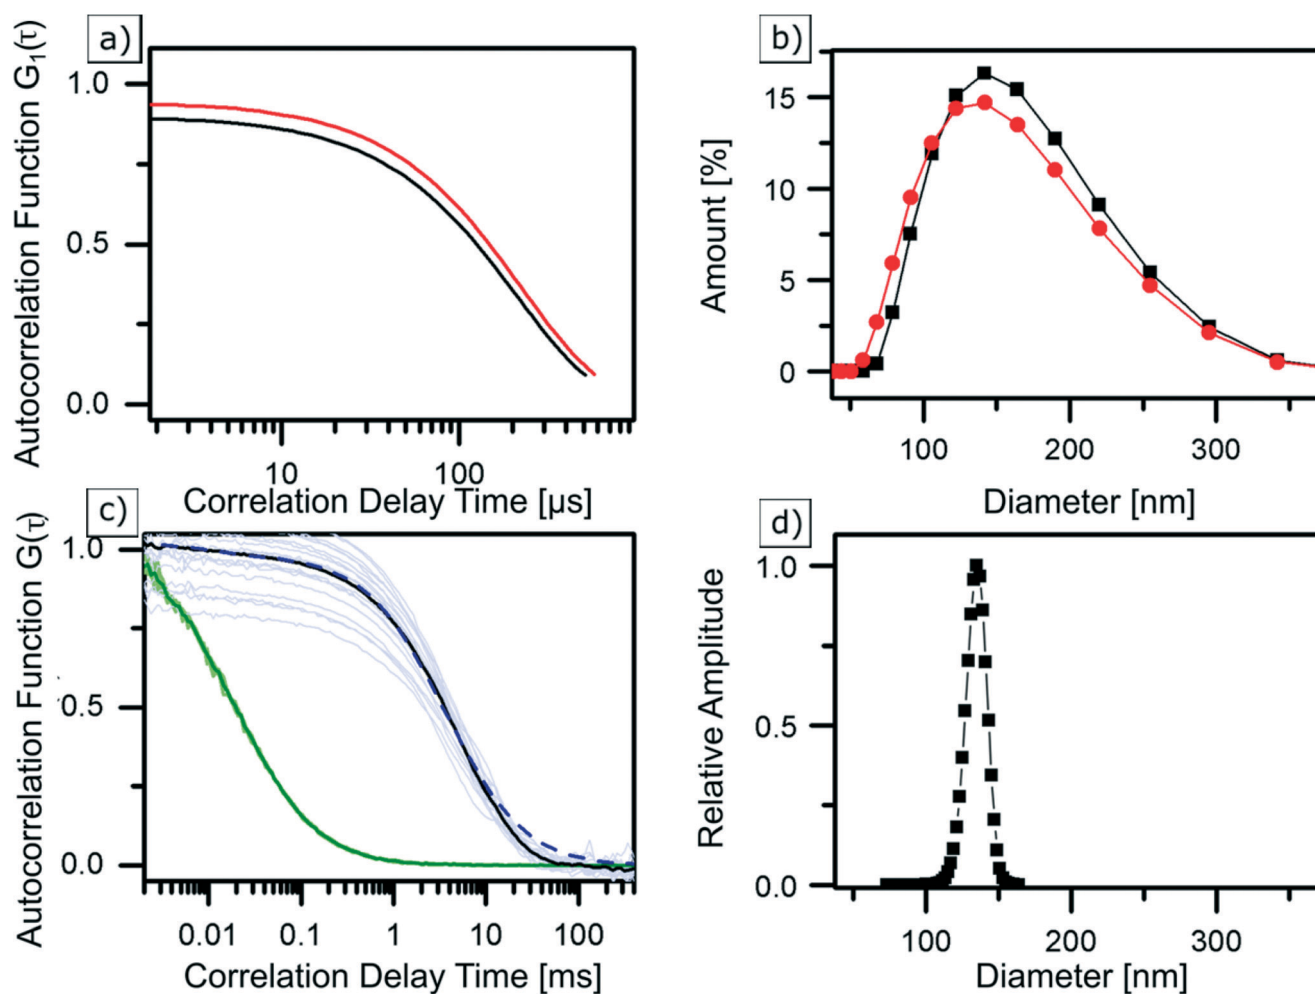 a)
Autocorrelation Function G₁(τ)
1.0
0.5
0.0
10
100
Correlation Delay Time [µs]
b)
Amount [%]
15
10
5
0
100
200
300
Diameter [nm]
c)
Autocorrelation Function G(τ)
1.0
0.5
0.0
0.01
0.1
1
10
100
Correlation Delay Time [ms]
d)
Relative Amplitude
1.0
0.5
0.0
100
200
300
Diameter [nm]